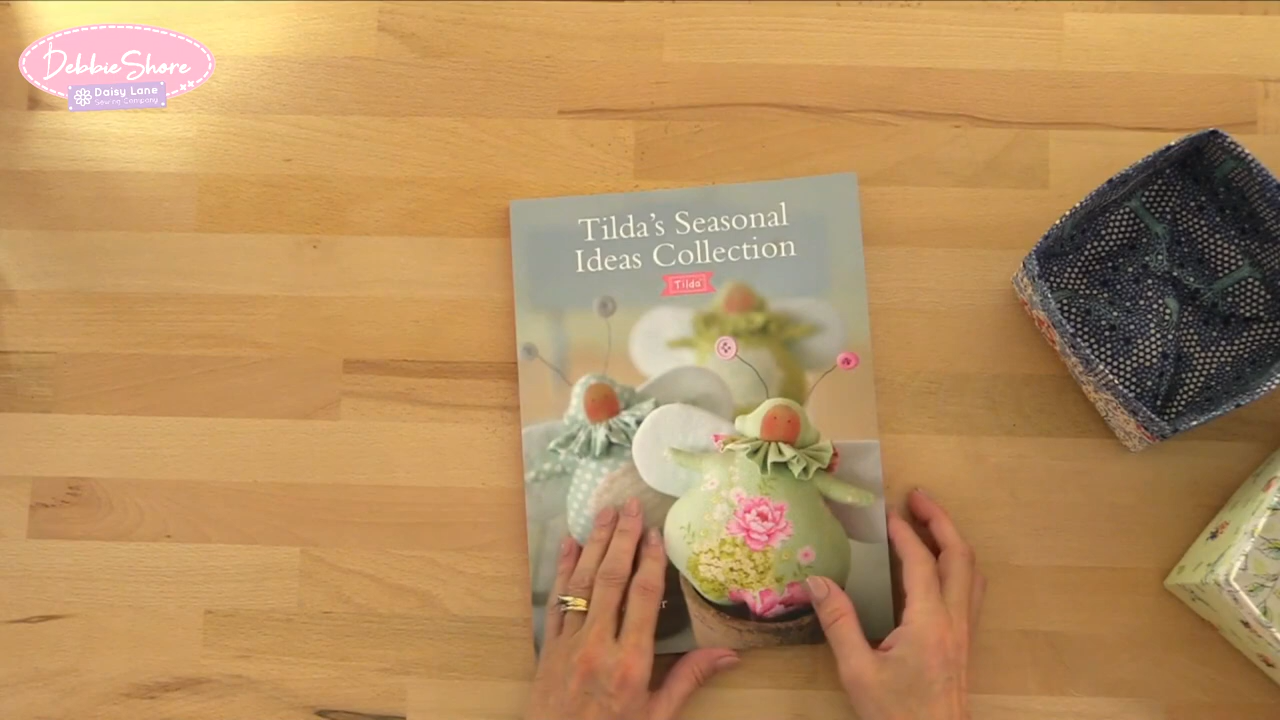 Debbie Shore
Daisy Lane
Sewing Company
Tilda's Seasonal
Ideas Collection
Tilda